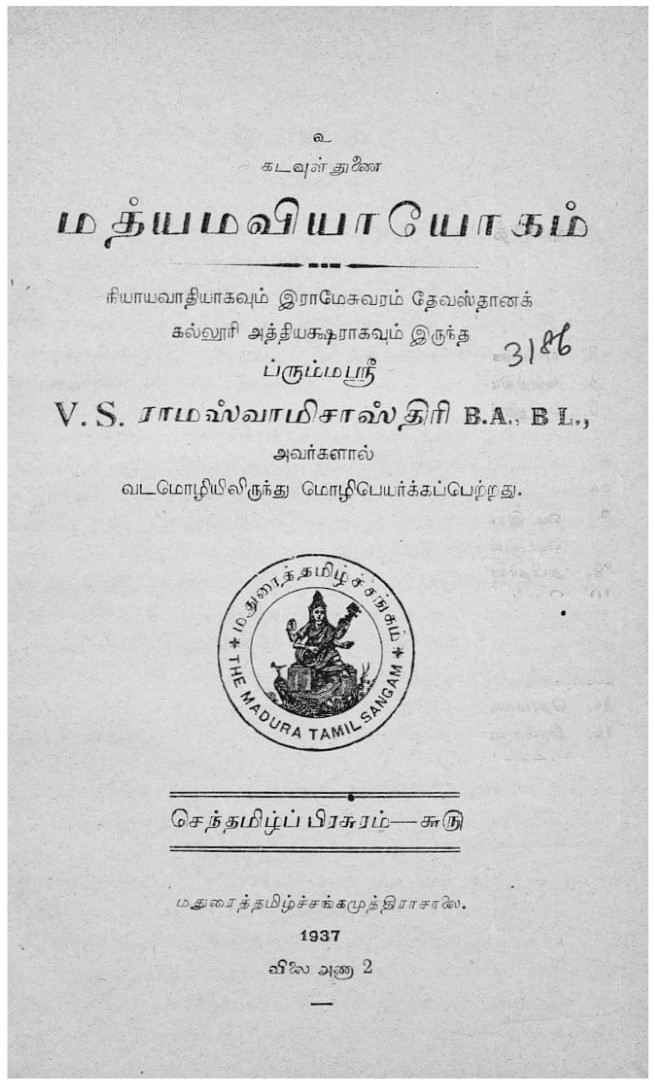 உ
கடவுள் துணை
மத்யமவியாயோகம்
நியாயவாதியாகவும் இராமேசுவரம் தேவஸ்தானக்
கல்லூரி அத்தியக்ஷராகவும் இருந்த
3186
ப்ரும்மஸ்ரீ
V. S. ராமஸ்வாமிசாஸ்திரி B.A., B L.,
அவர்களால்
வடமொழியிலிருந்து மொழிபெயர்க்கப்பெற்றது.
மதுரைத்தமிழ்ச்சங்கம்
THE MADURA TAMIL SANGAM
செந்தமிழ்ப் பிரசுரம்—௬௫
மதுரைத்தமிழ்ச்சங்கமுத்திராசாலை.
1937
விலை அணா 2